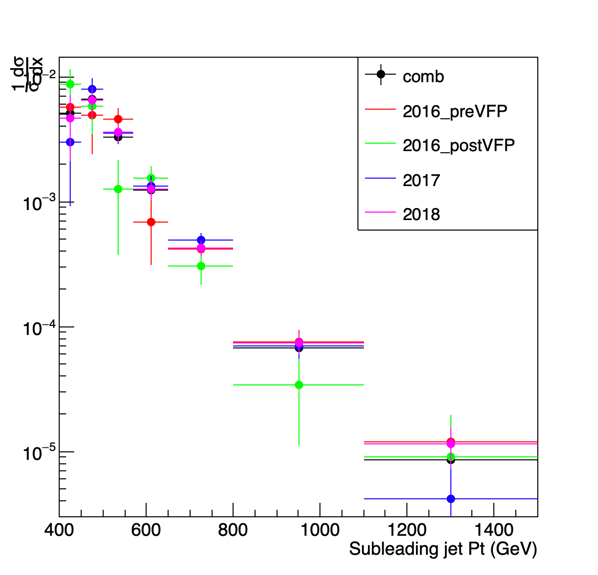 1/σ dσ/dx
10⁻²
10⁻³
10⁻⁴
10⁻⁵
comb
2016_preVFP
2016_postVFP
2017
2018
400 600 800 1000 1200 1400
Subleading jet Pt (GeV)